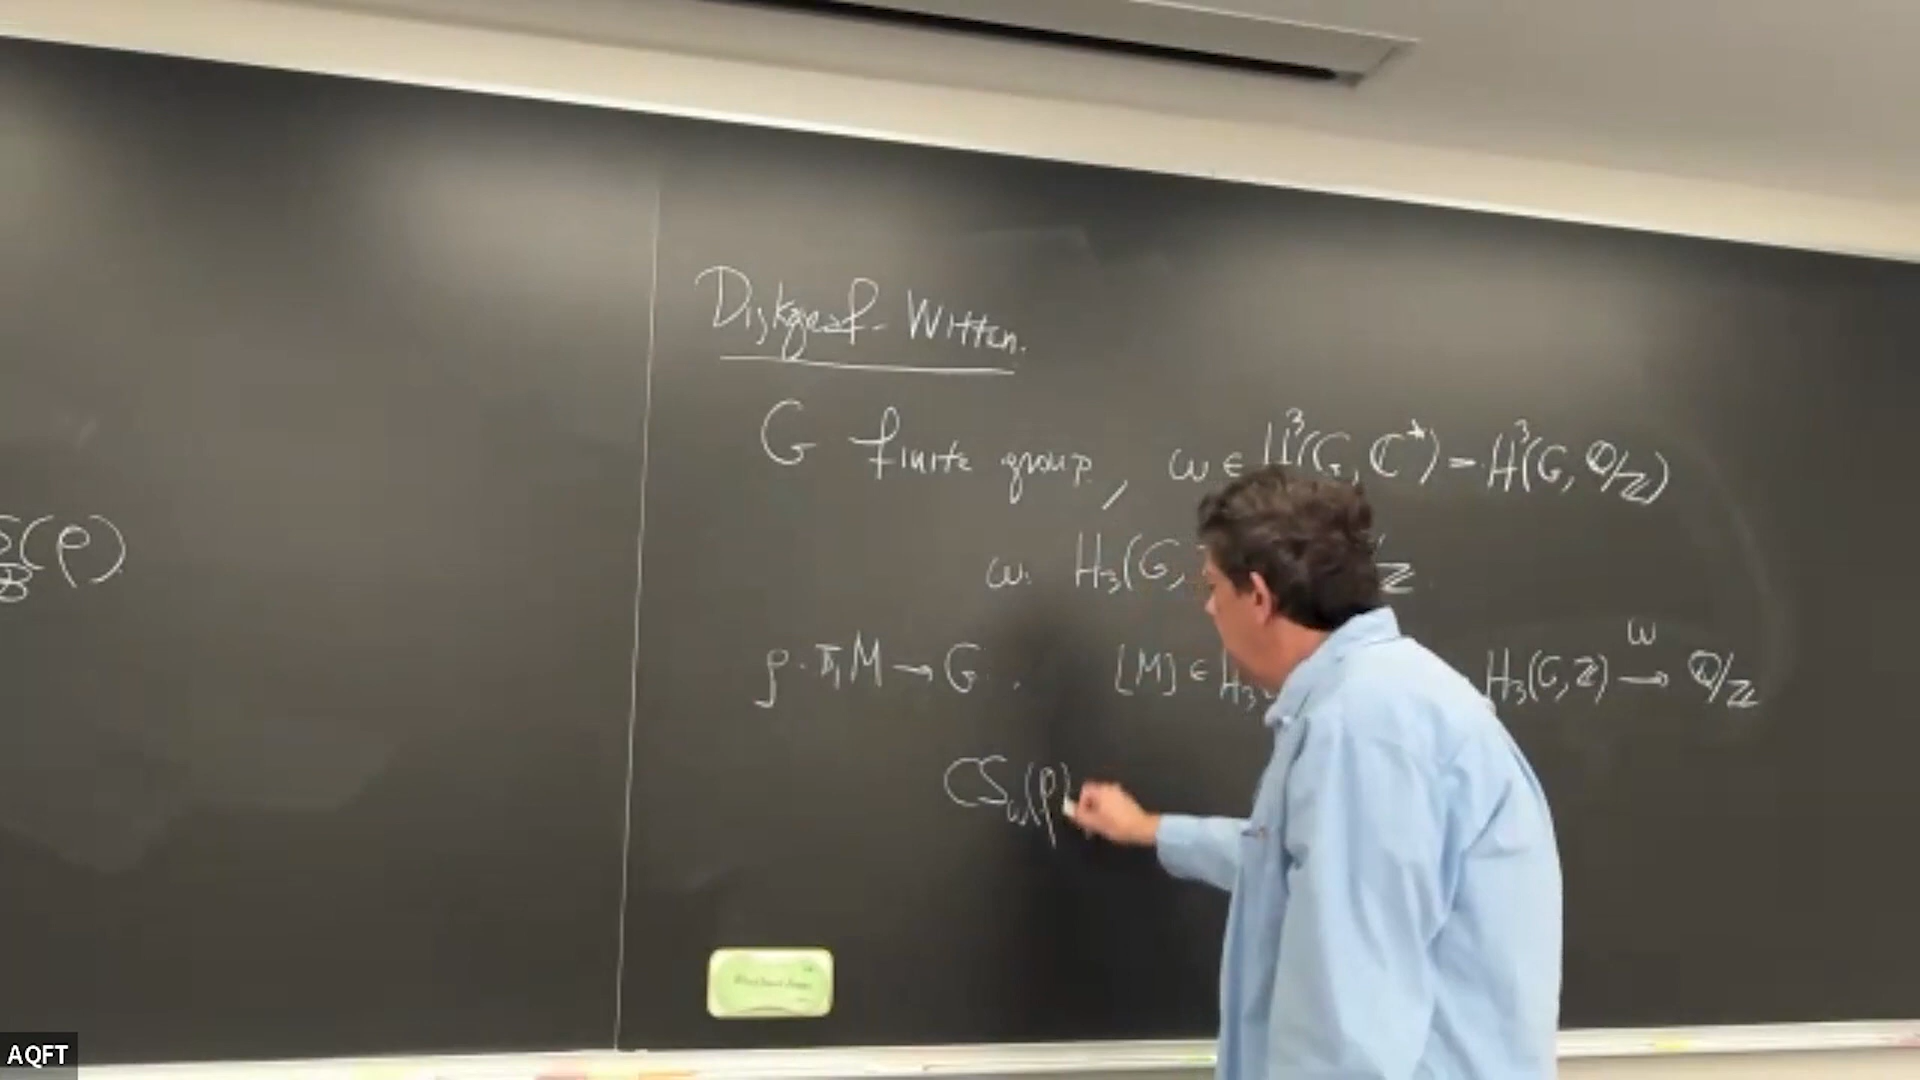 Dijkgraaf-Witten.
G finite group, ω ∈ H³(G, ℂ*) = H³(G, ℚ/ℤ)
(ρ)
ω: H₃(G,
ρ: π₁M → G. [M] ∈ H₃ H₃(G, ℤ) →^ω ℚ/ℤ
CS_ω(ρ)
AQFT